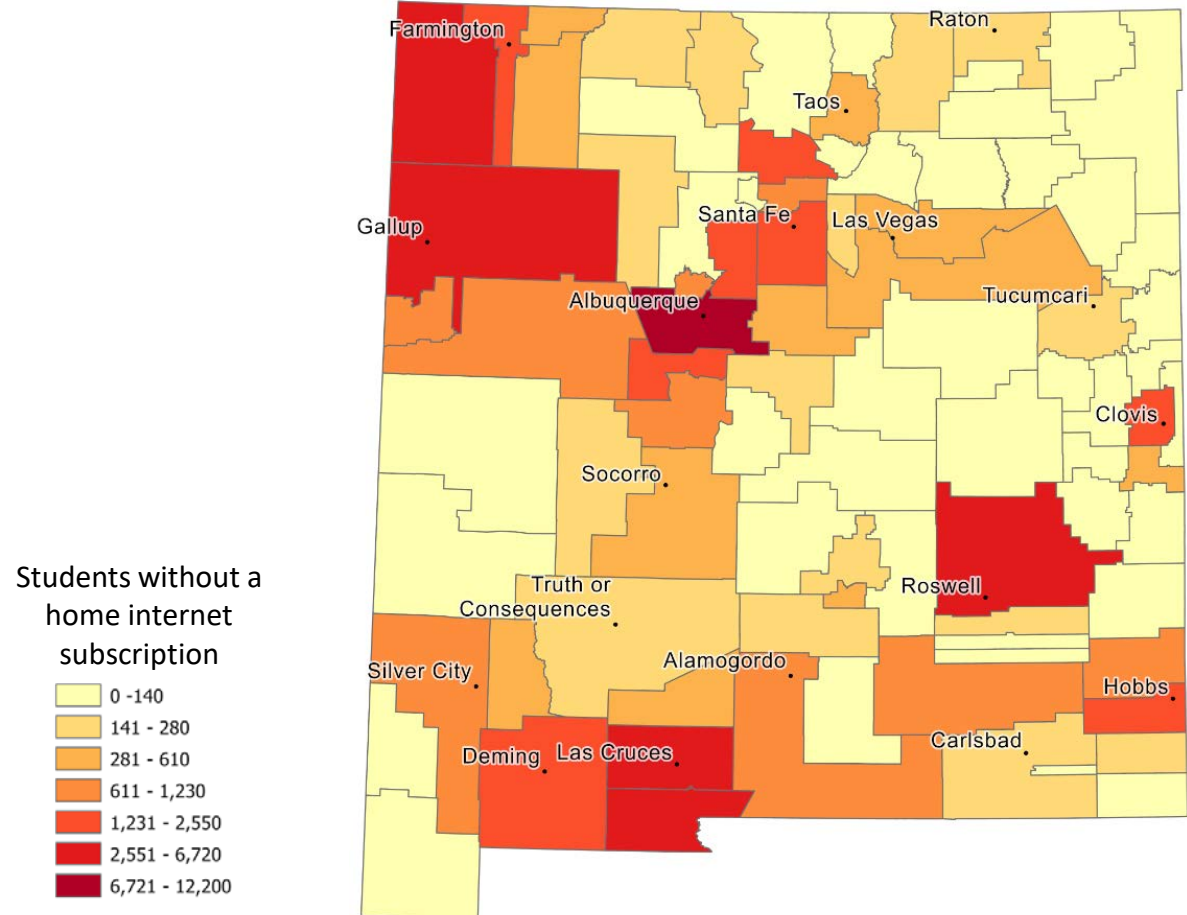 Farmington
Raton
Taos
Santa Fe
Las Vegas
Gallup
Albuquerque
Tucumcari
Clovis
Socorro
Truth or
Consequences
Roswell
Silver City
Alamogordo
Hobbs
Deming
Las Cruces
Carlsbad
Students without a
home internet
subscription
0 -140
141 - 280
281 - 610
611 - 1,230
1,231 - 2,550
2,551 - 6,720
6,721 - 12,200